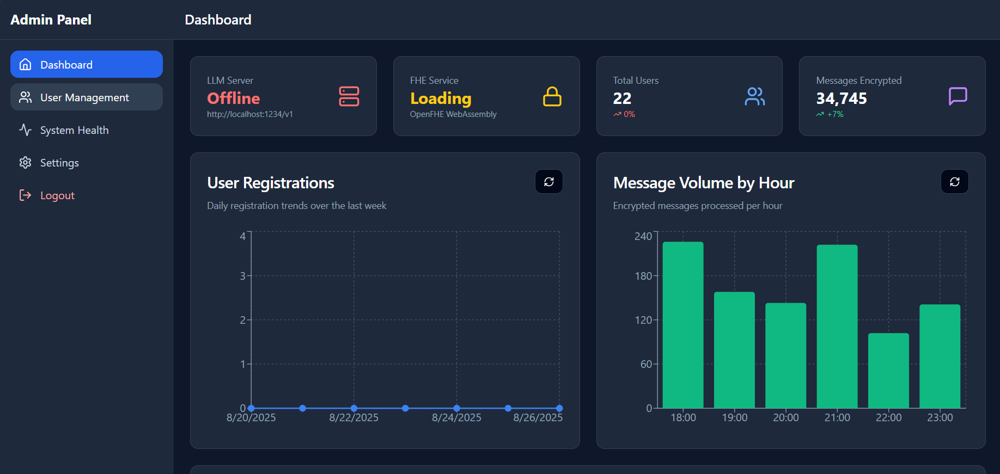 Admin Panel
Dashboard
Dashboard
User Management
System Health
Settings
Logout
LLM Server
Offline
http://localhost:1234/v1
FHE Service
Loading
OpenFHE WebAssembly
Total Users
22
0%
Messages Encrypted
34,745
+7%
User Registrations
Daily registration trends over the last week
4
3
2
1
0
8/20/2025 8/22/2025 8/24/2025 8/26/2025
Message Volume by Hour
Encrypted messages processed per hour
240
180
120
60
0
18:00 19:00 20:00 21:00 22:00 23:00